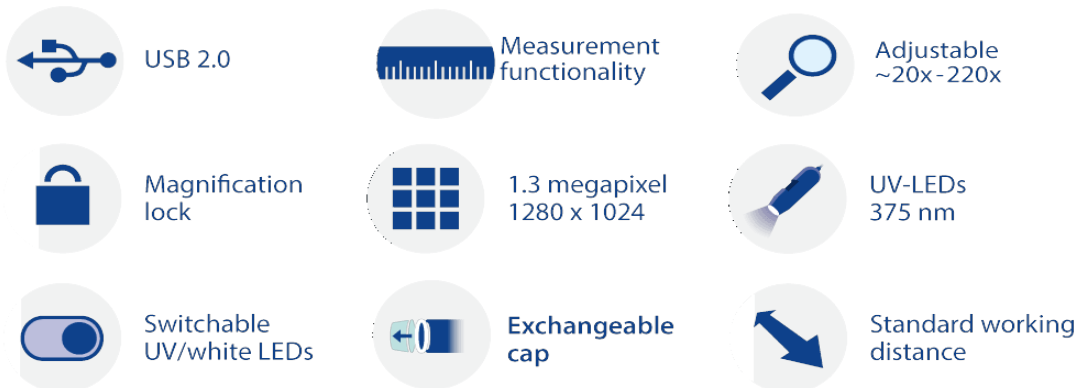 USB 2.0
Measurement
functionality
Adjustable
~20x-220x
Magnification
lock
1.3 megapixel
1280 x 1024
UV-LEDs
375 nm
Switchable
UV/white LEDs
Exchangeable
cap
Standard working
distance